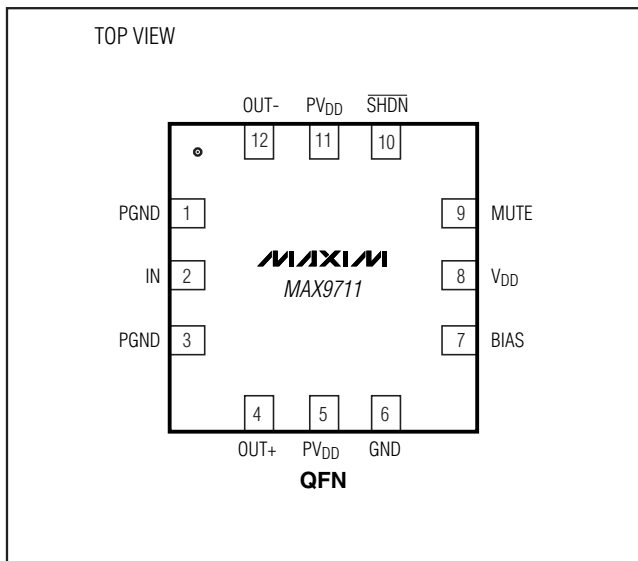 TOP VIEW
OUT- PVDD SHDN
12 11 10
PGND 1 9 MUTE
IN 2 MAXIM 8 VDD
MAX9711
PGND 3 7 BIAS
4 5 6
OUT+ PVDD GND
QFN